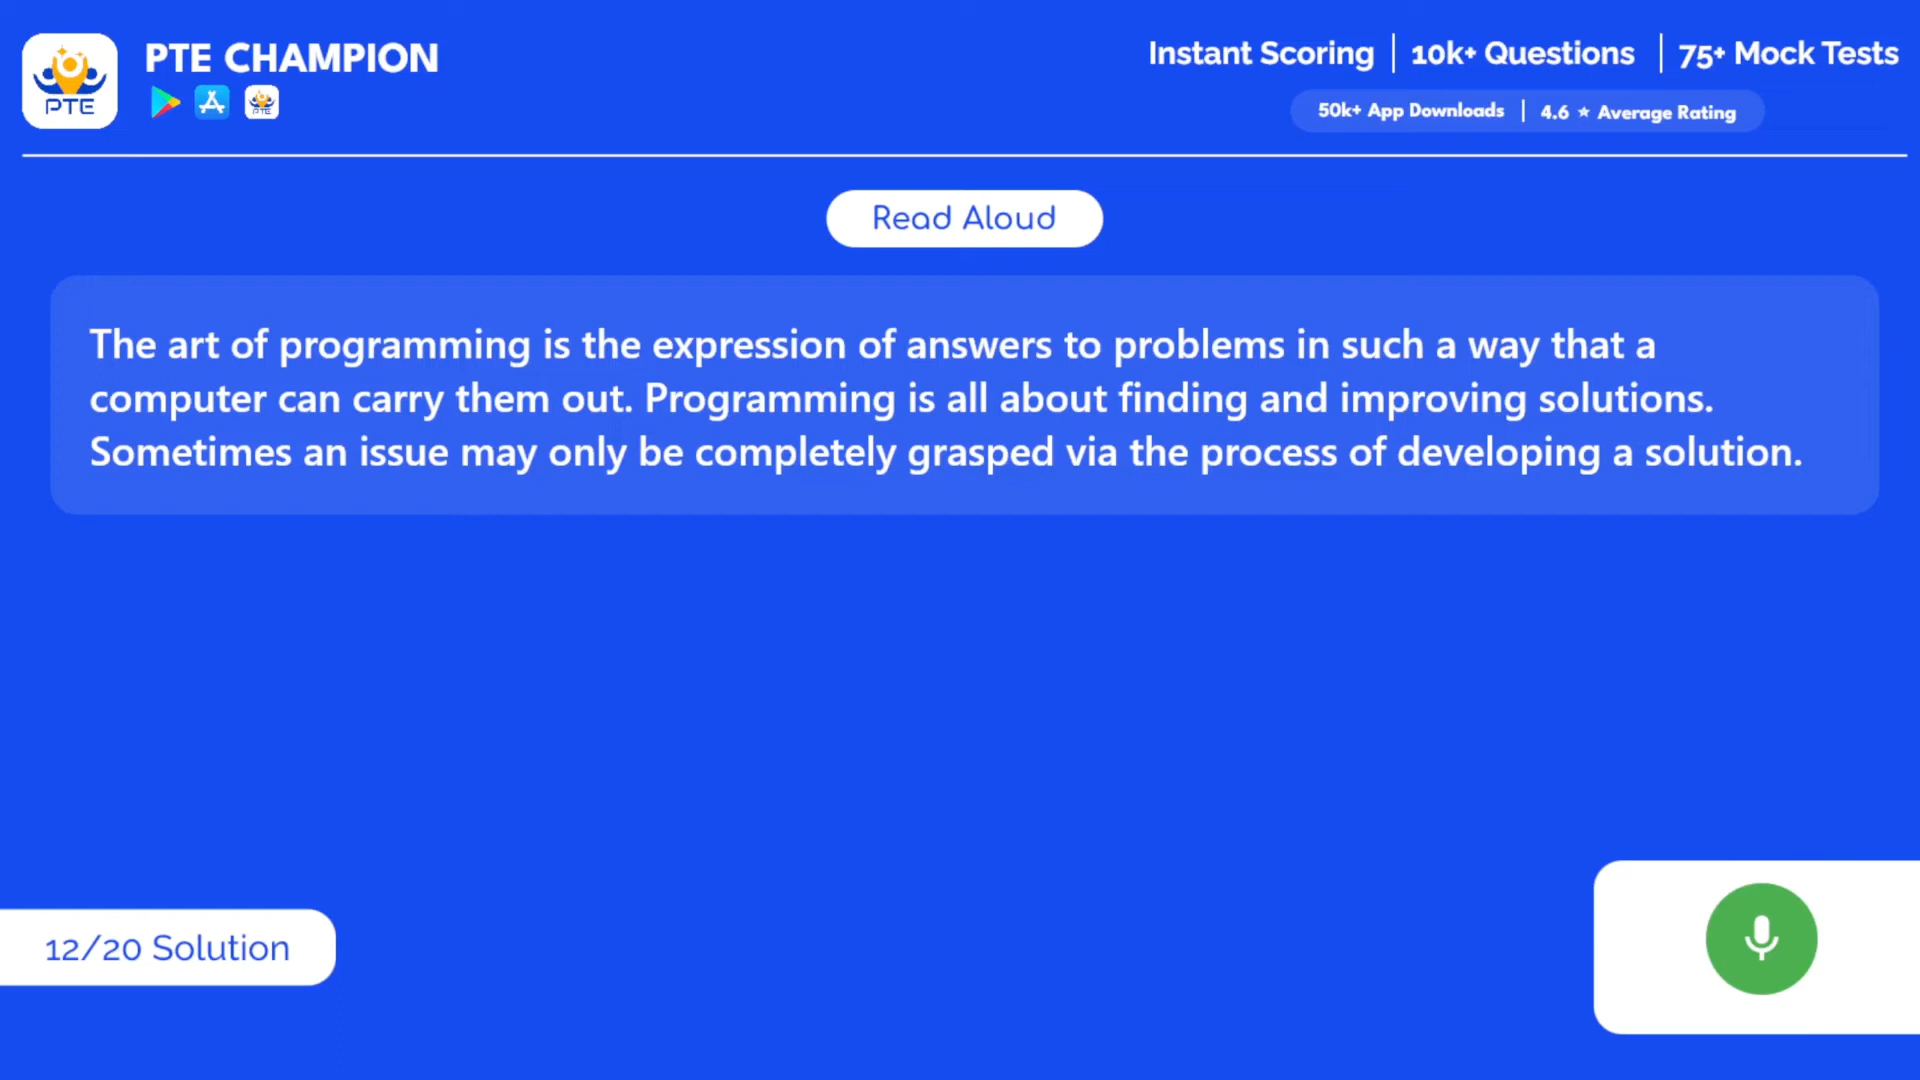 PTE CHAMPION
PTE
PTE
Instant Scoring | 10k+ Questions | 75+ Mock Tests
50k+ App Downloads | 4.6 ★ Average Rating
Read Aloud
The art of programming is the expression of answers to problems in such a way that a
computer can carry them out. Programming is all about finding and improving solutions.
Sometimes an issue may only be completely grasped via the process of developing a solution.
12/20 Solution